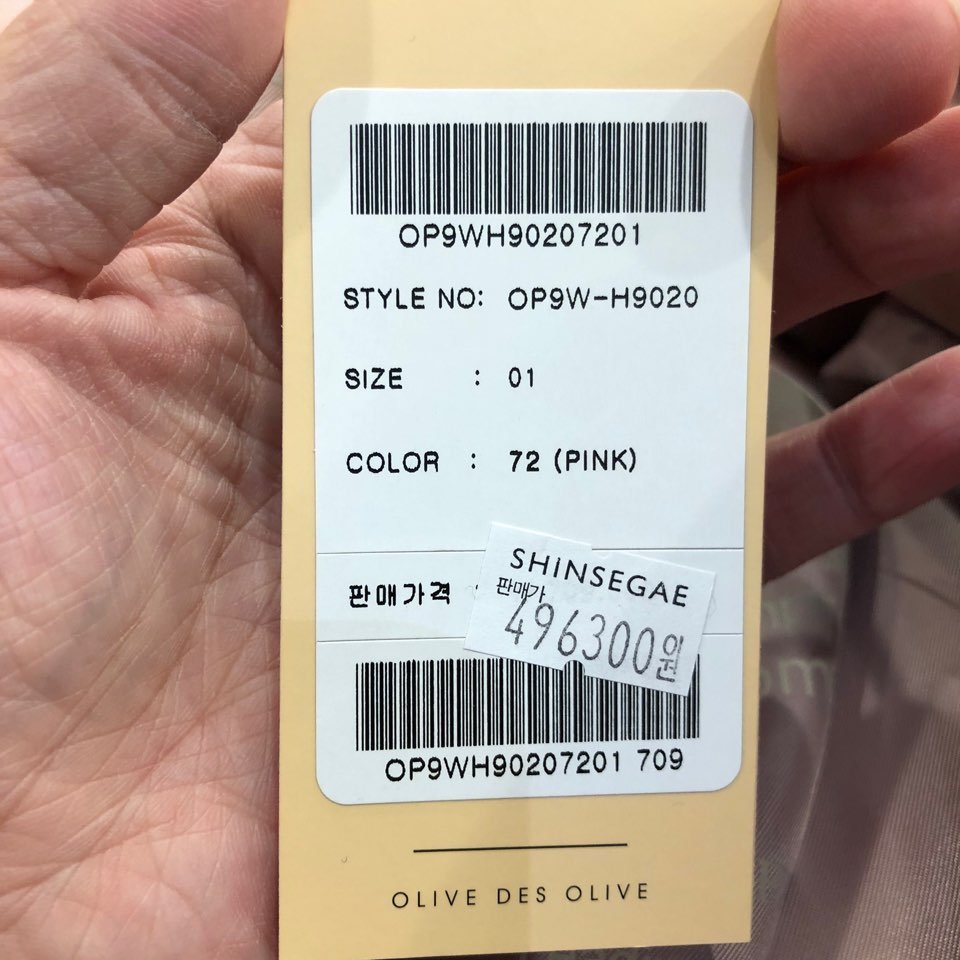 OP9WH90207201
STYLE NO: OP9W-H9020
SIZE : 01
COLOR : 72 (PINK)
판매가격 :
SHINSEGAE
판매가
496300원
OP9WH90207201 709
OLIVE DES OLIVE